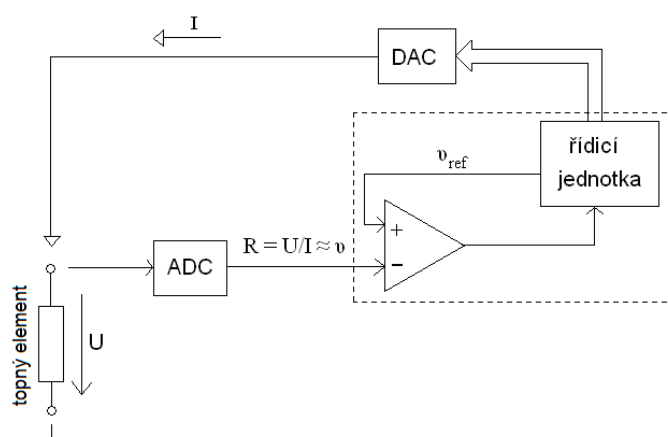 I
DAC
řídicí
jednotka
υref
+
−
R = U/I ≈ υ
ADC
U
topný element